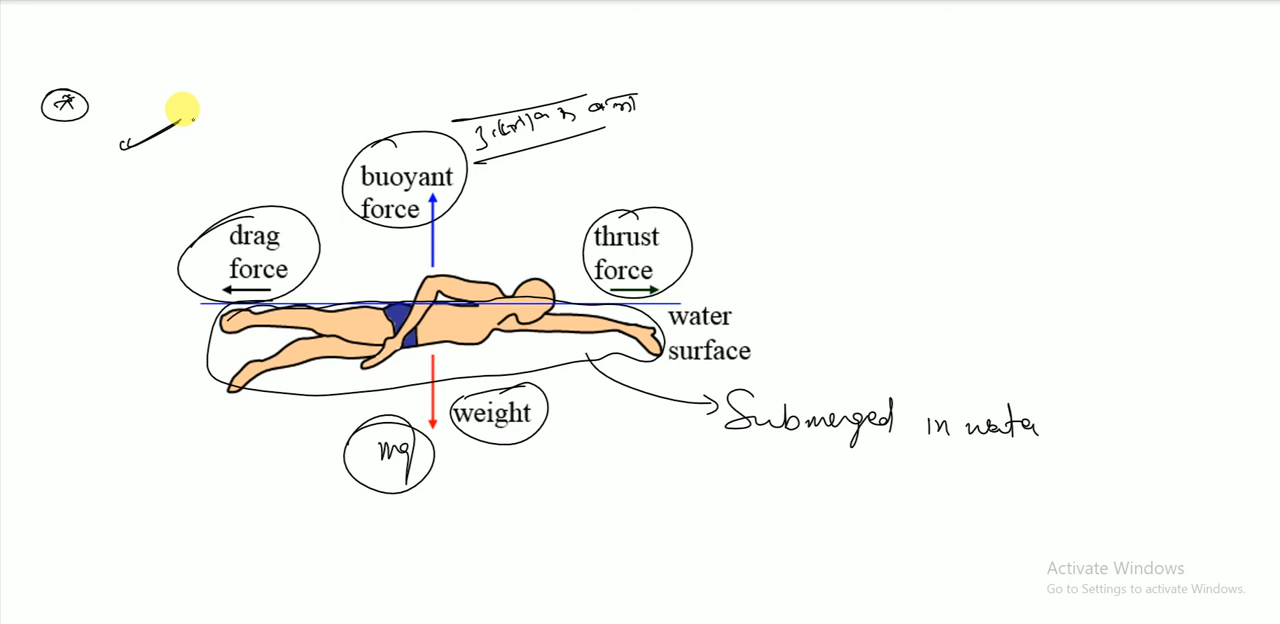 buoyant
force
drag
force
thrust
force
water
surface
weight
mg
Submerged in water
Activate Windows
Go to Settings to activate Windows.